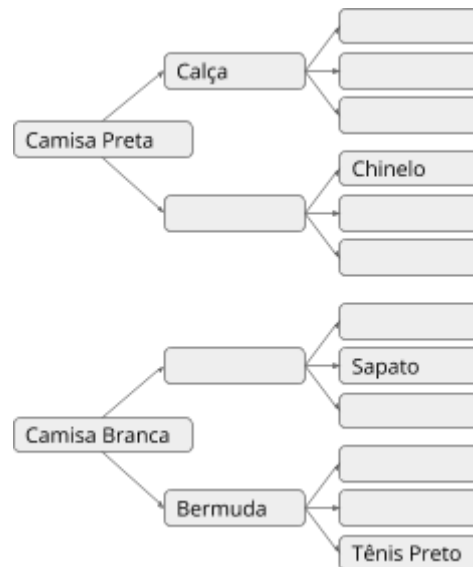 Calça
Camisa Preta
Chinelo
Sapato
Camisa Branca
Bermuda
Tênis Preto